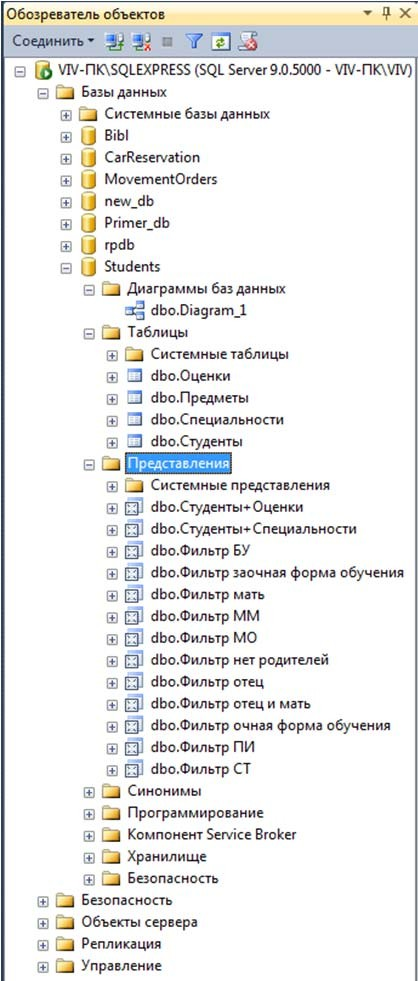 Обозреватель объектов
Соединить
VIV-ПК\SQLEXPRESS (SQL Server 9.0.5000 - VIV-ПК\VIV)
Базы данных
Системные базы данных
Bibl
CarReservation
MovementOrders
new_db
Primer_db
rpdb
Students
Диаграммы баз данных
dbo.Diagram_1
Таблицы
Системные таблицы
dbo.Оценки
dbo.Предметы
dbo.Специальности
dbo.Студенты
Представления
Системные представления
dbo.Студенты+Оценки
dbo.Студенты+Специальности
dbo.Фильтр БУ
dbo.Фильтр заочная форма обучения
dbo.Фильтр мать
dbo.Фильтр ММ
dbo.Фильтр МО
dbo.Фильтр нет родителей
dbo.Фильтр отец
dbo.Фильтр отец и мать
dbo.Фильтр очная форма обучения
dbo.Фильтр ПИ
dbo.Фильтр СТ
Синонимы
Программирование
Компонент Service Broker
Хранилище
Безопасность
Безопасность
Объекты сервера
Репликация
Управление